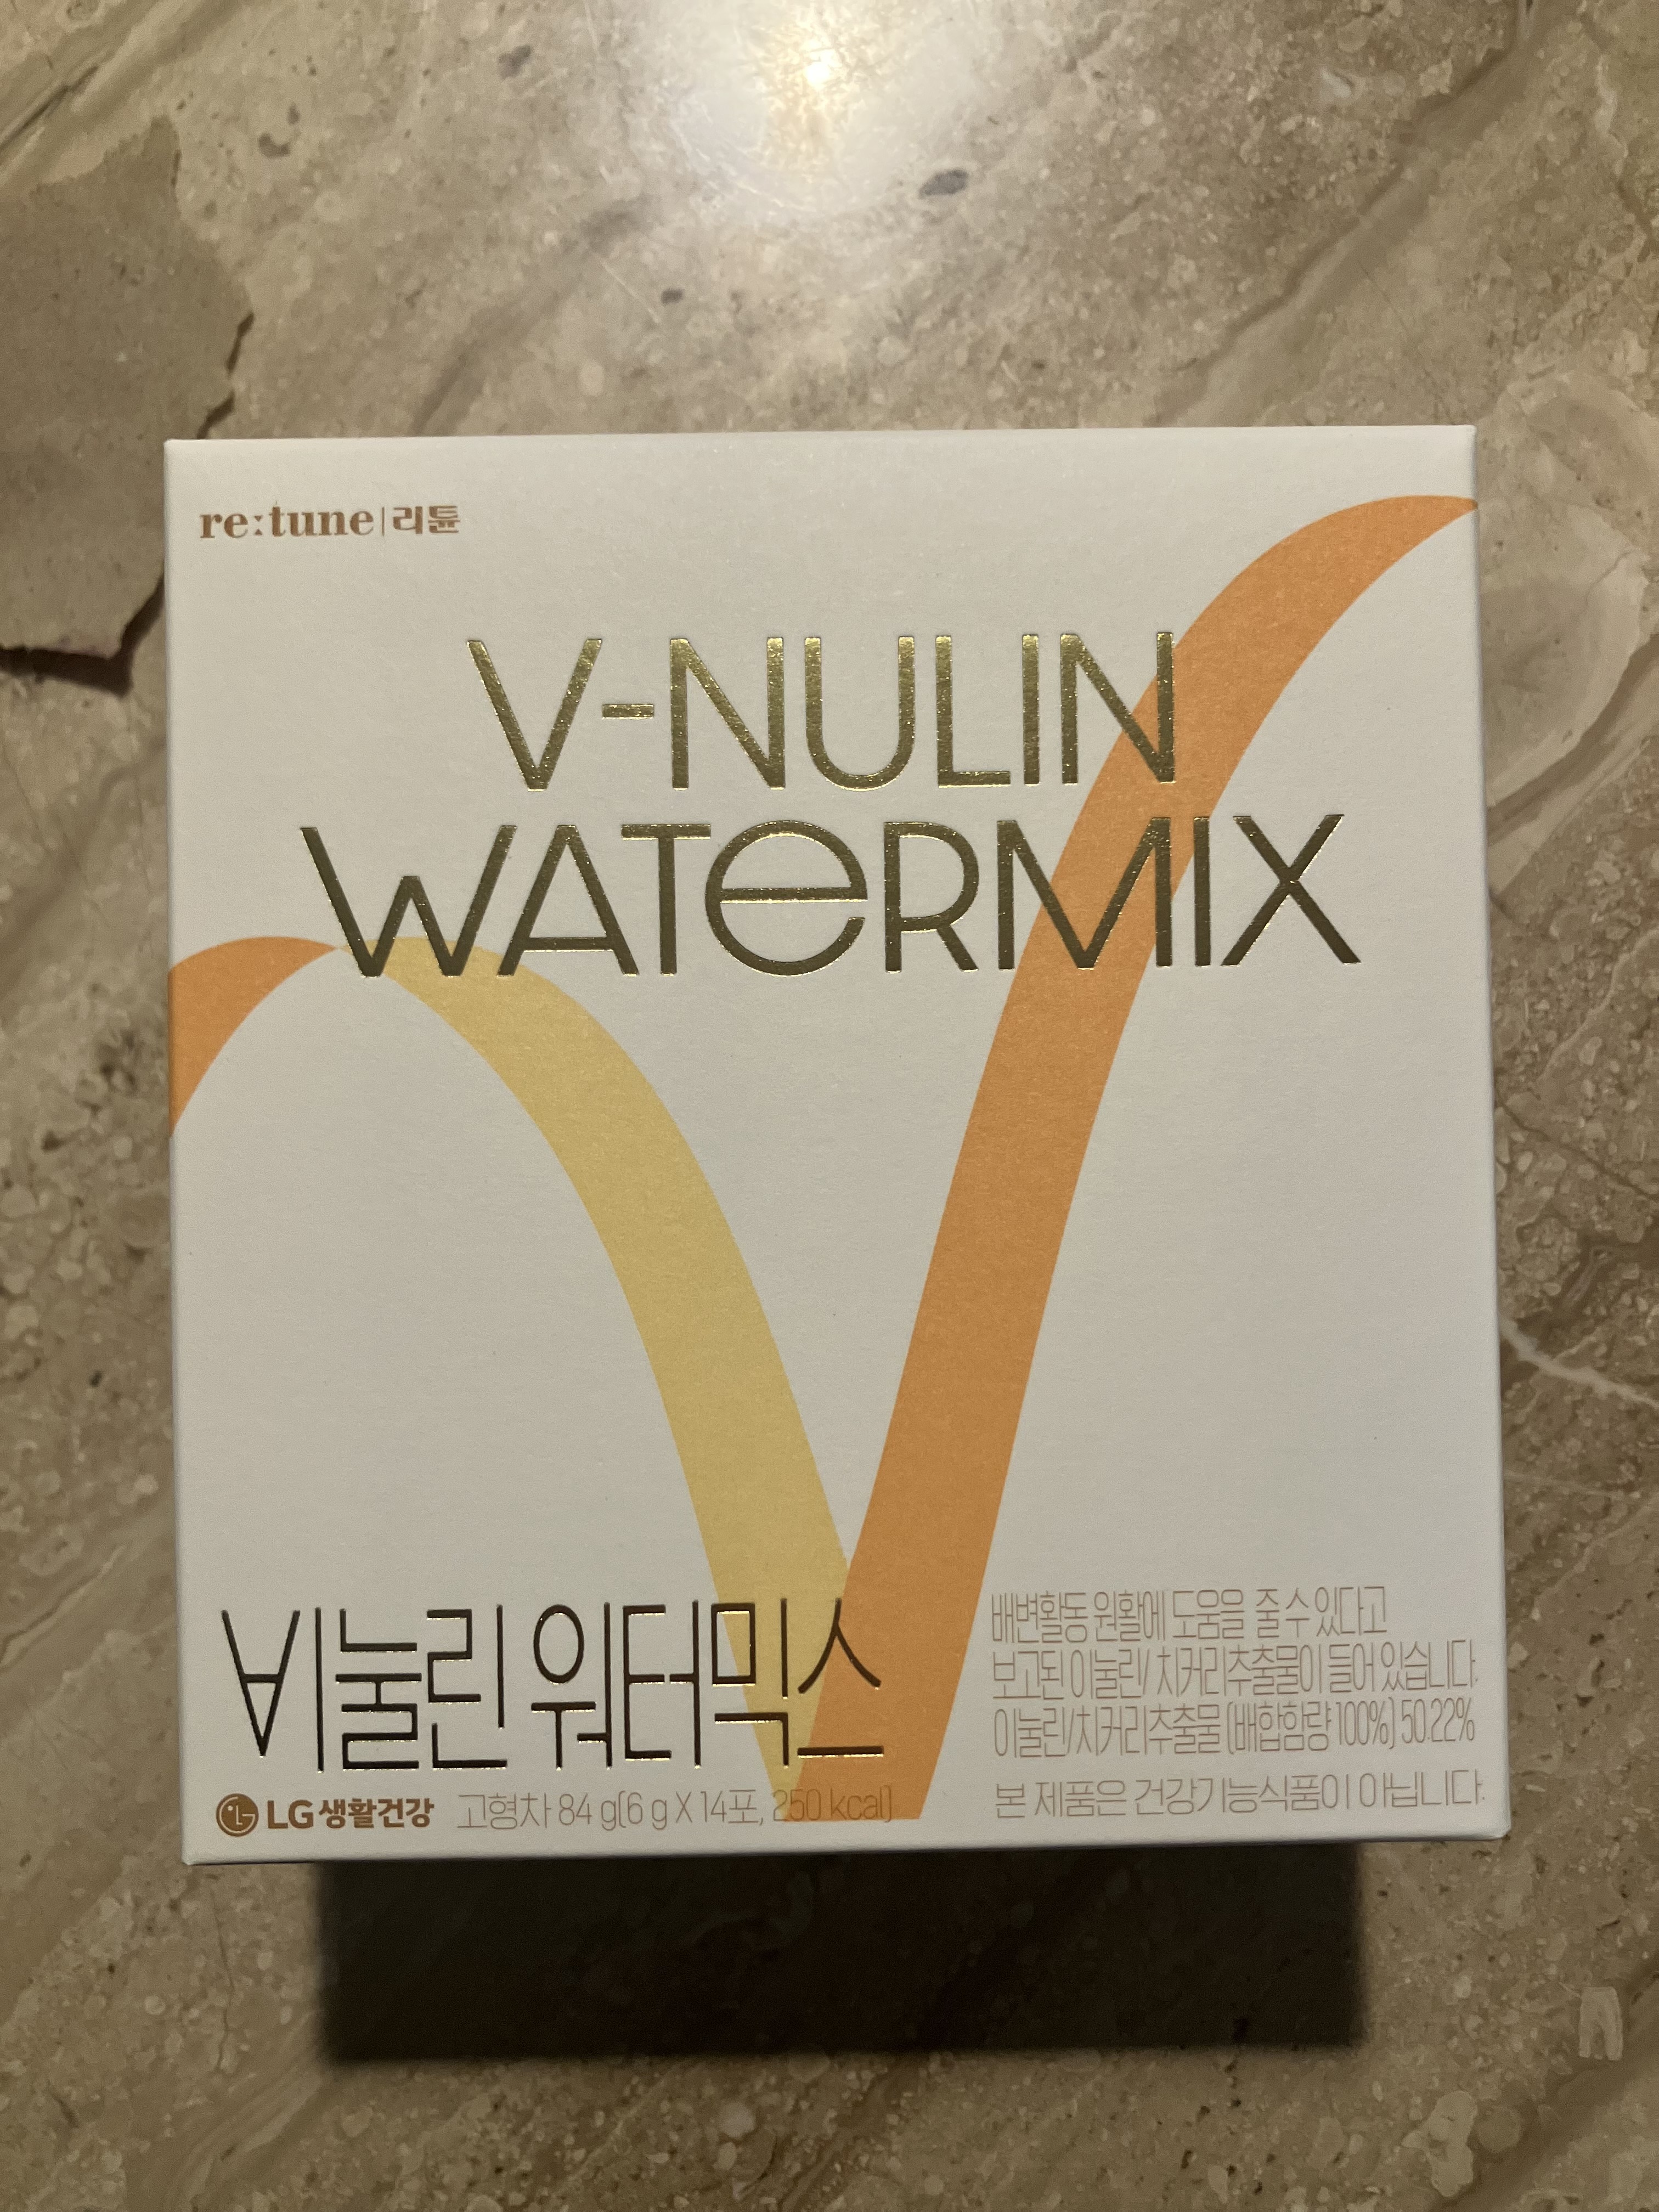 re:tune|리튠
V-NULIN
WATERMIX
비눌린 워터믹스
LG생활건강 고형차 84 g(6 g X 14포, 250 kcal)
배변활동 원활에 도움을 줄 수 있다고
보고된 이눌린/치커리추출물이 들어 있습니다.
이눌린/치커리추출물 (배합함량 100%) 50.22%
본 제품은 건강기능식품이 아닙니다.